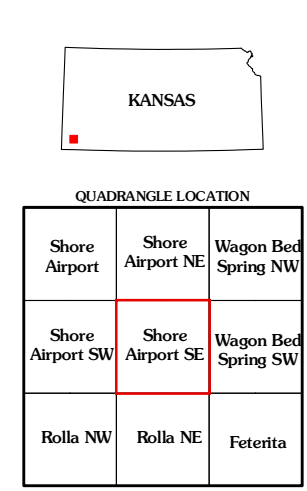 KANSAS
QUADRANGLE LOCATION
Shore
Airport
Shore
Airport NE
Wagon Bed
Spring NW
Shore
Airport SW
Shore
Airport SE
Wagon Bed
Spring SW
Rolla NW
Rolla NE
Feterita